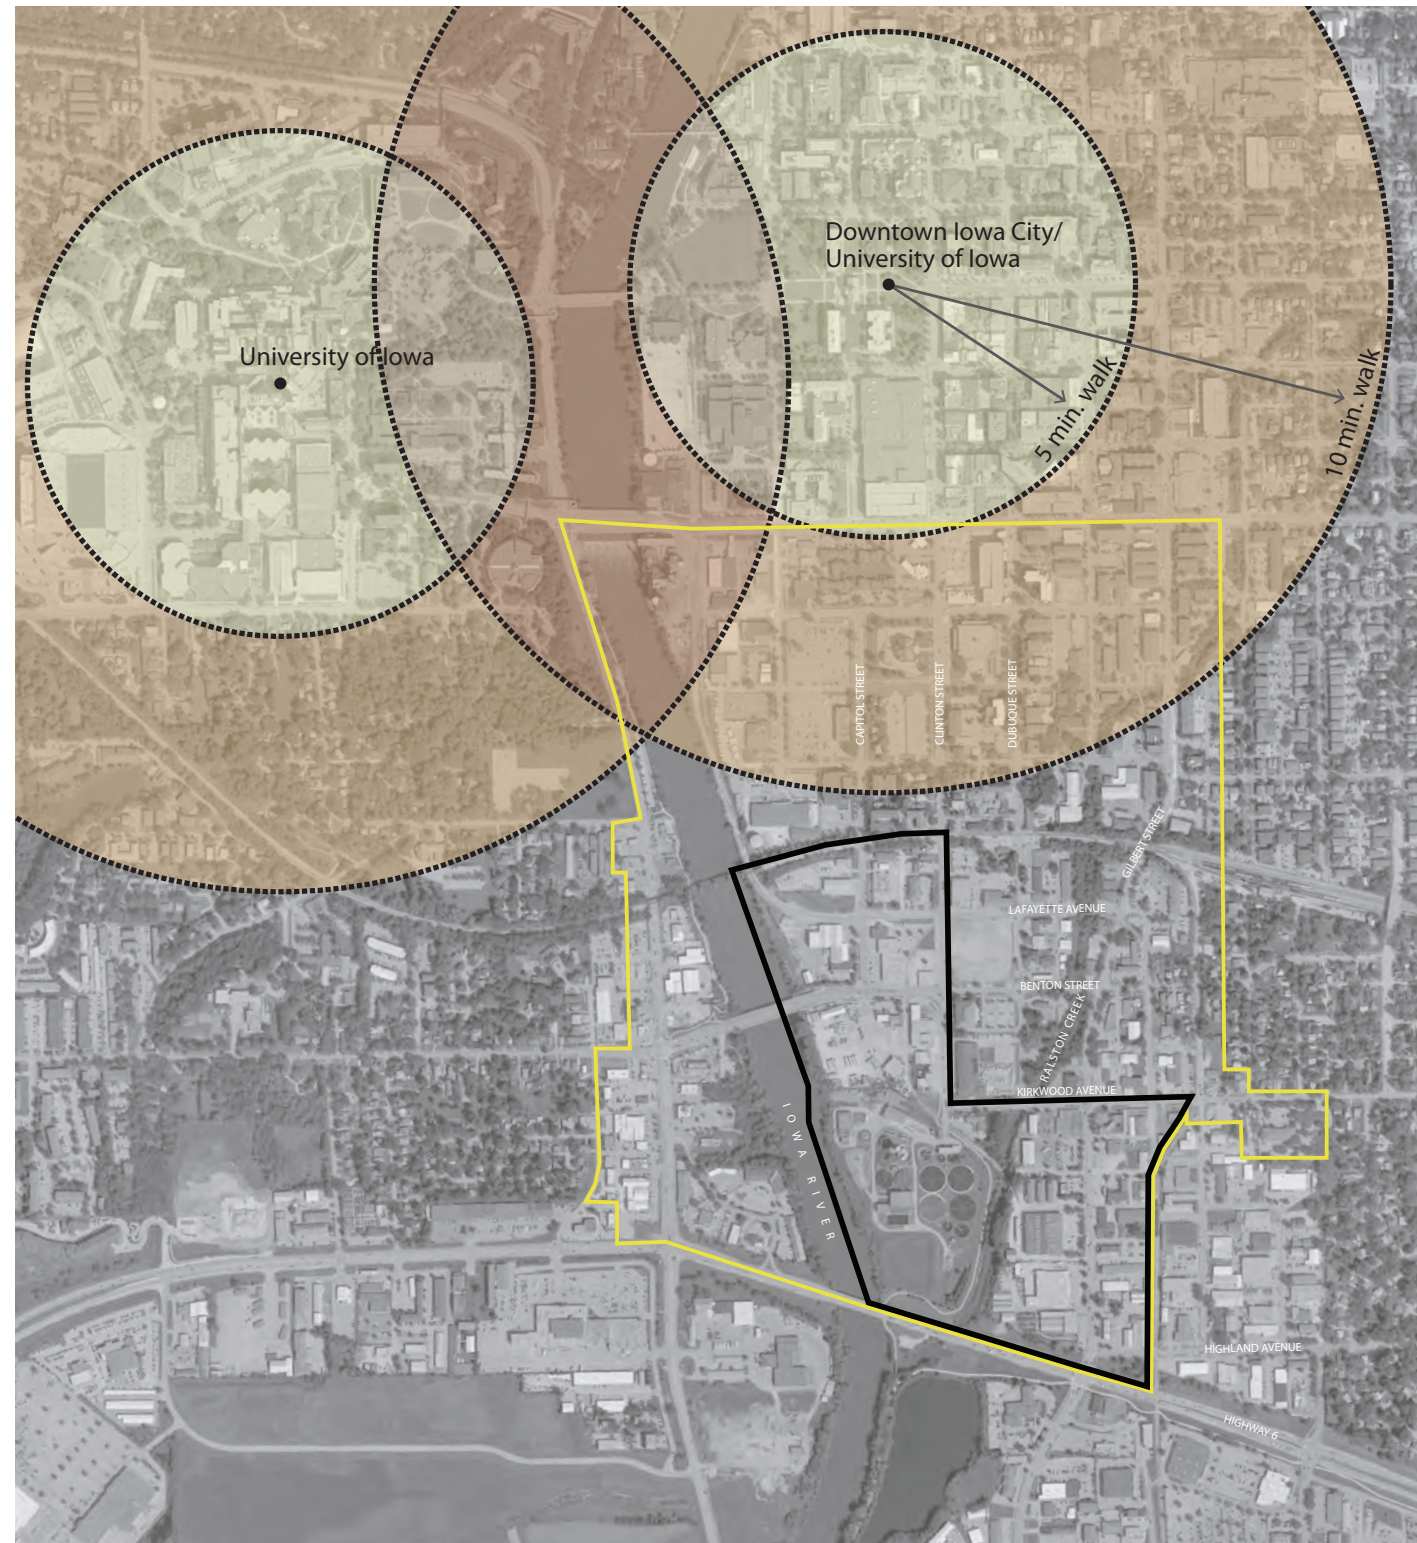 Downtown Iowa City/
University of Iowa
University of Iowa
5 min. walk
10 min. walk
CAPITOL STREET
CLINTON STREET
DUBUQUE STREET
GILBERT STREET
LAFAYETTE AVENUE
BENTON STREET
RALSTON CREEK
KIRKWOOD AVENUE
IOWA RIVER
HIGHLAND AVENUE
HIGHWAY 6